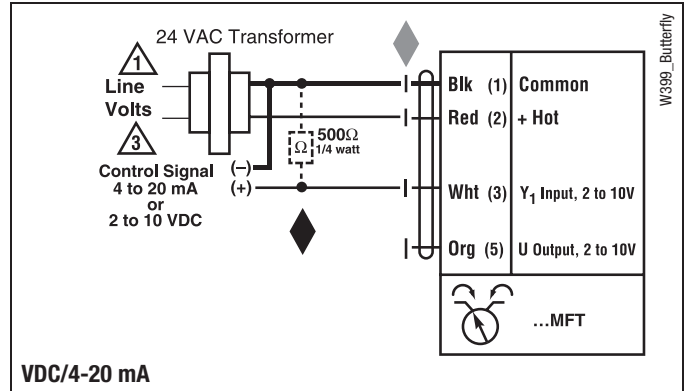 24 VAC Transformer
1
Line
Volts
3
Control Signal
4 to 20 mA
or
2 to 10 VDC
(–)
(+)
500Ω
1/4 watt
Ω
Blk (1) Common
Red (2) + Hot
Wht (3) Y₁ Input, 2 to 10V
Org (5) U Output, 2 to 10V
...MFT
W399_Butterfly
VDC/4-20 mA